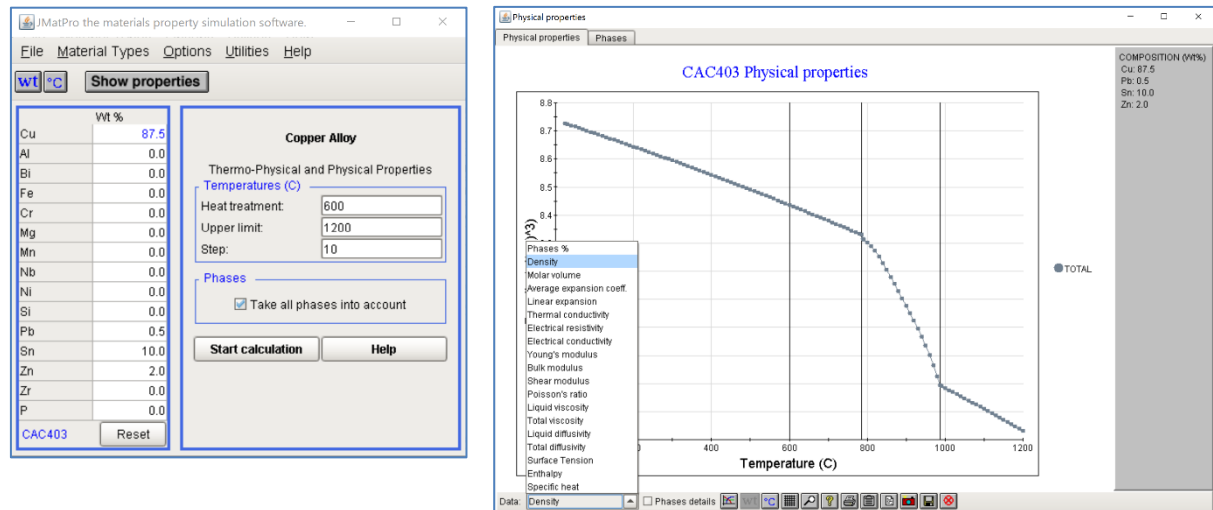 JMatPro the materials property simulation software.
File Material Types Options Utilities Help
wt °C Show properties
Wt %
Cu 87.5
Al 0.0
Bi 0.0
Fe 0.0
Cr 0.0
Mg 0.0
Mn 0.0
Nb 0.0
Ni 0.0
Si 0.0
Pb 0.5
Sn 10.0
Zn 2.0
Zr 0.0
P 0.0
CAC403 Reset
Copper Alloy
Thermo-Physical and Physical Properties
Temperatures (C)
Heat treatment: 600
Upper limit: 1200
Step: 10
Phases
Take all phases into account
Start calculation Help
Physical properties
Physical properties Phases
CAC403 Physical properties
8.8
8.7
8.6
8.5
8.4
^3)
Phases %
Density
Molar volume
Average expansion coeff.
Linear expansion
Thermal conductivity
Electrical resistivity
Electrical conductivity
Young's modulus
Bulk modulus
Shear modulus
Poisson's ratio
Liquid viscosity
Total viscosity
Liquid diffusivity
Total diffusivity
Surface Tension
Enthalpy
Specific heat
400 600 800 1000 1200
Temperature (C)
TOTAL
COMPOSITION (Wt%)
Cu: 87.5
Pb: 0.5
Sn: 10.0
Zn: 2.0
Data: Density Phases details wt °C